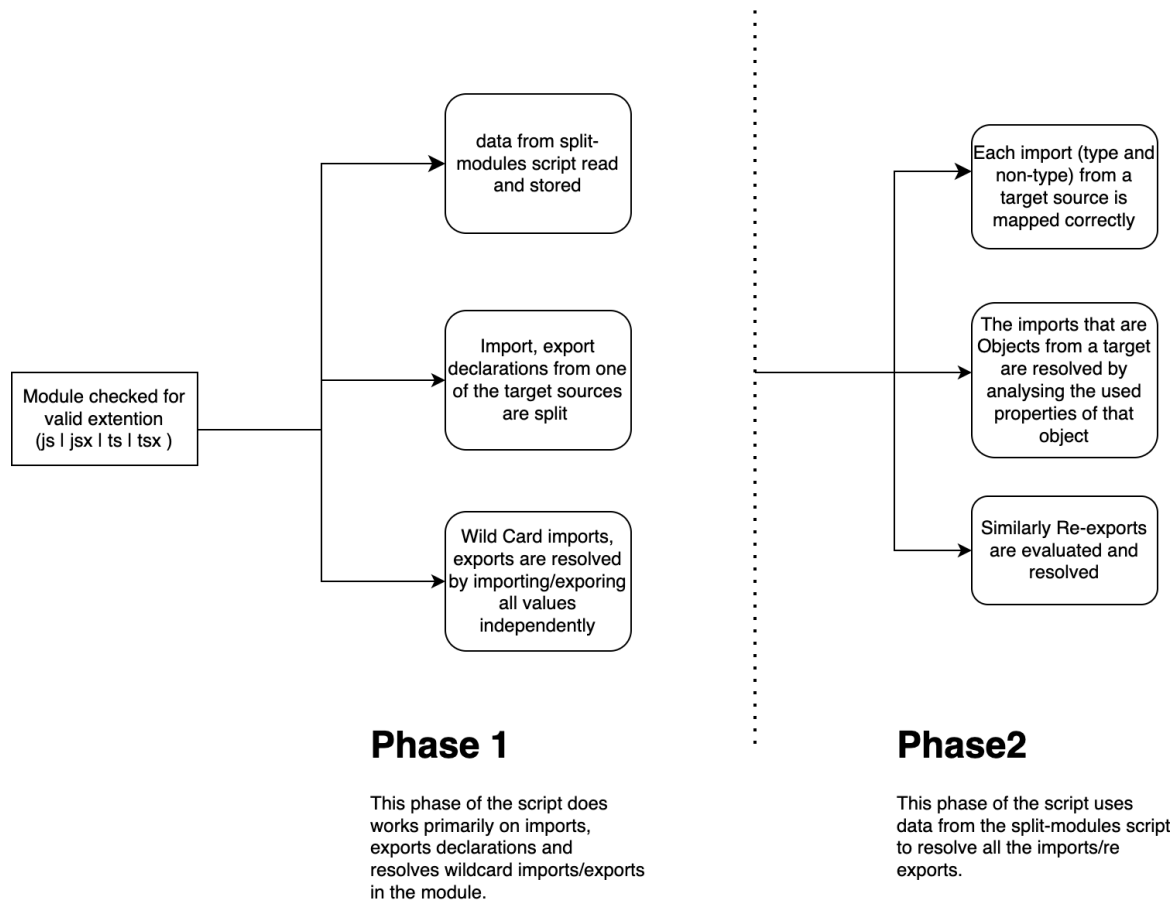 Module checked for
valid extention
(js | jsx | ts | tsx )
data from split-
modules script read
and stored
Import, export
declarations from one
of the target sources
are split
Wild Card imports,
exports are resolved
by importing/exporing
all values
independently
Phase 1
This phase of the script does
works primarily on imports,
exports declarations and
resolves wildcard imports/exports
in the module.
Each import (type and
non-type) from a
target source is
mapped correctly
The imports that are
Objects from a target
are resolved by
analysing the used
properties of that
object
Similarly Re-exports
are evaluated and
resolved
Phase2
This phase of the script uses
data from the split-modules script
to resolve all the imports/re
exports.